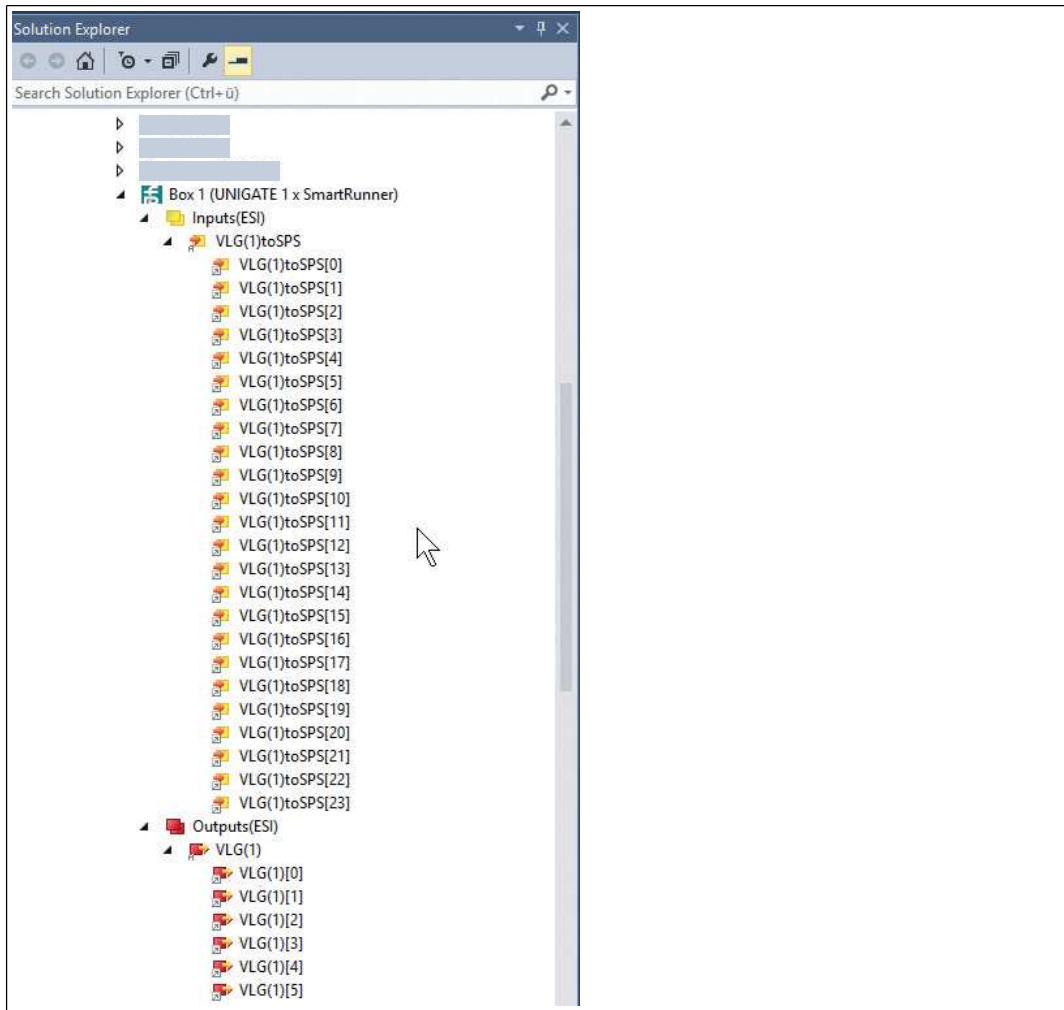 Solution Explorer
Search Solution Explorer (Ctrl+ü)
Box 1 (UNIGATE 1 x SmartRunner)
Inputs(ESI)
VLG(1)toSPS
VLG(1)toSPS[0]
VLG(1)toSPS[1]
VLG(1)toSPS[2]
VLG(1)toSPS[3]
VLG(1)toSPS[4]
VLG(1)toSPS[5]
VLG(1)toSPS[6]
VLG(1)toSPS[7]
VLG(1)toSPS[8]
VLG(1)toSPS[9]
VLG(1)toSPS[10]
VLG(1)toSPS[11]
VLG(1)toSPS[12]
VLG(1)toSPS[13]
VLG(1)toSPS[14]
VLG(1)toSPS[15]
VLG(1)toSPS[16]
VLG(1)toSPS[17]
VLG(1)toSPS[18]
VLG(1)toSPS[19]
VLG(1)toSPS[20]
VLG(1)toSPS[21]
VLG(1)toSPS[22]
VLG(1)toSPS[23]
Outputs(ESI)
VLG(1)
VLG(1)[0]
VLG(1)[1]
VLG(1)[2]
VLG(1)[3]
VLG(1)[4]
VLG(1)[5]